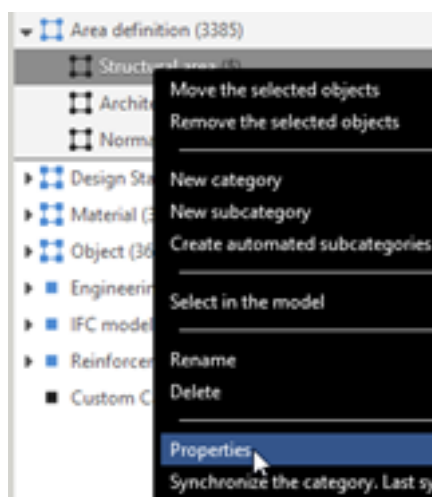 Area definition (3385)
Structural area (5)
Archite
Norma
Design Sta
Material (3
Object (36
Engineerin
IFC model
Reinforcer
Custom C
Move the selected objects
Remove the selected objects
New category
New subcategory
Create automated subcategories
Select in the model
Rename
Delete
Properties
Synchronize the category. Last sy